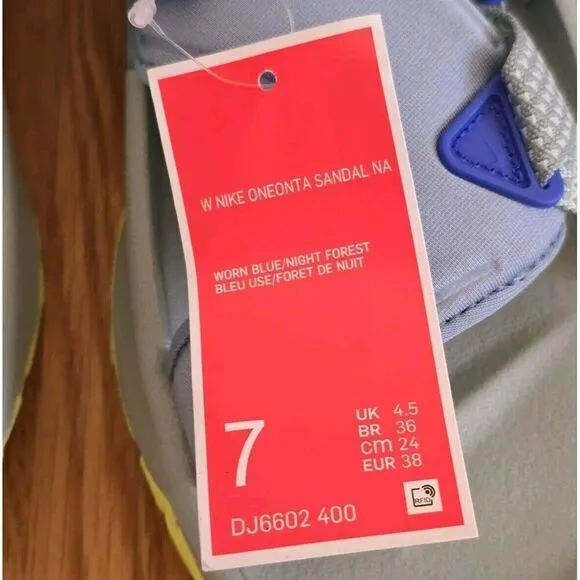 W NIKE ONEONTA SANDAL NA
WORN BLUE/NIGHT FOREST
BLEU USE/FORET DE NUIT
7
UK 4.5
BR 36
cm 24
EUR 38
DJ6602 400
RFID